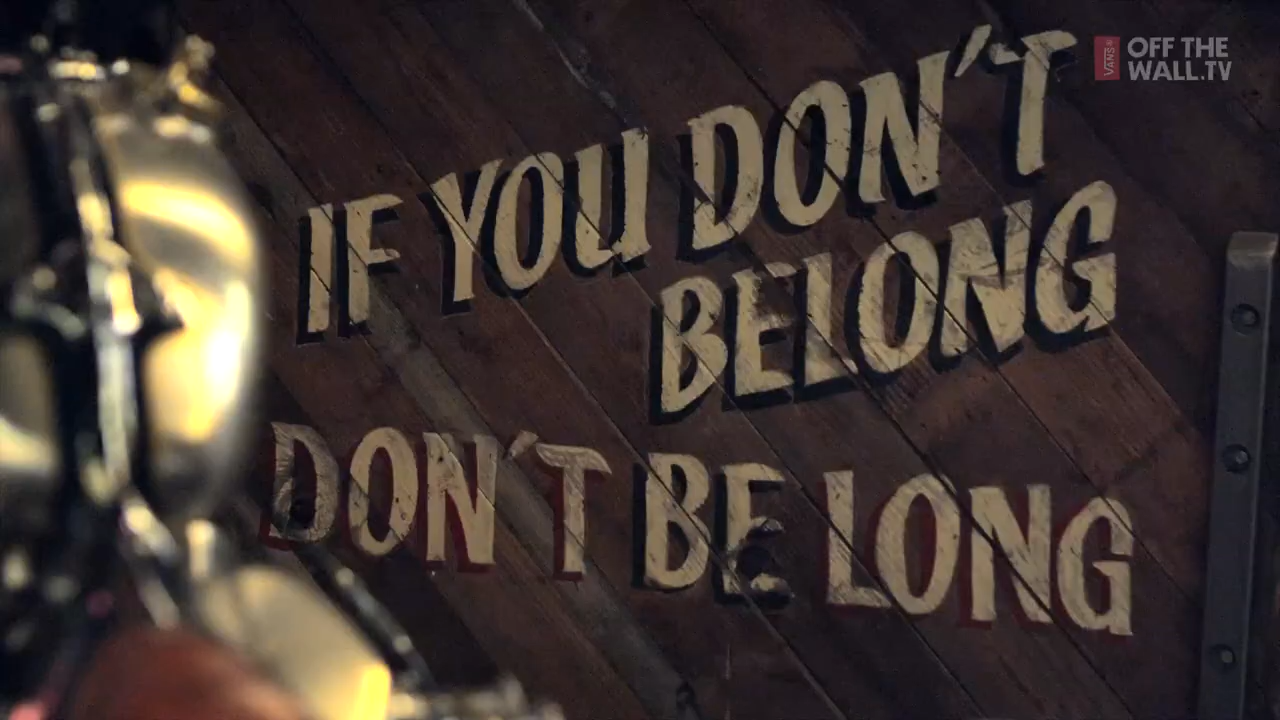 IF YOU DON'T
BELONG
DON'T BE LONG
VANS
OFF THE
WALL.TV